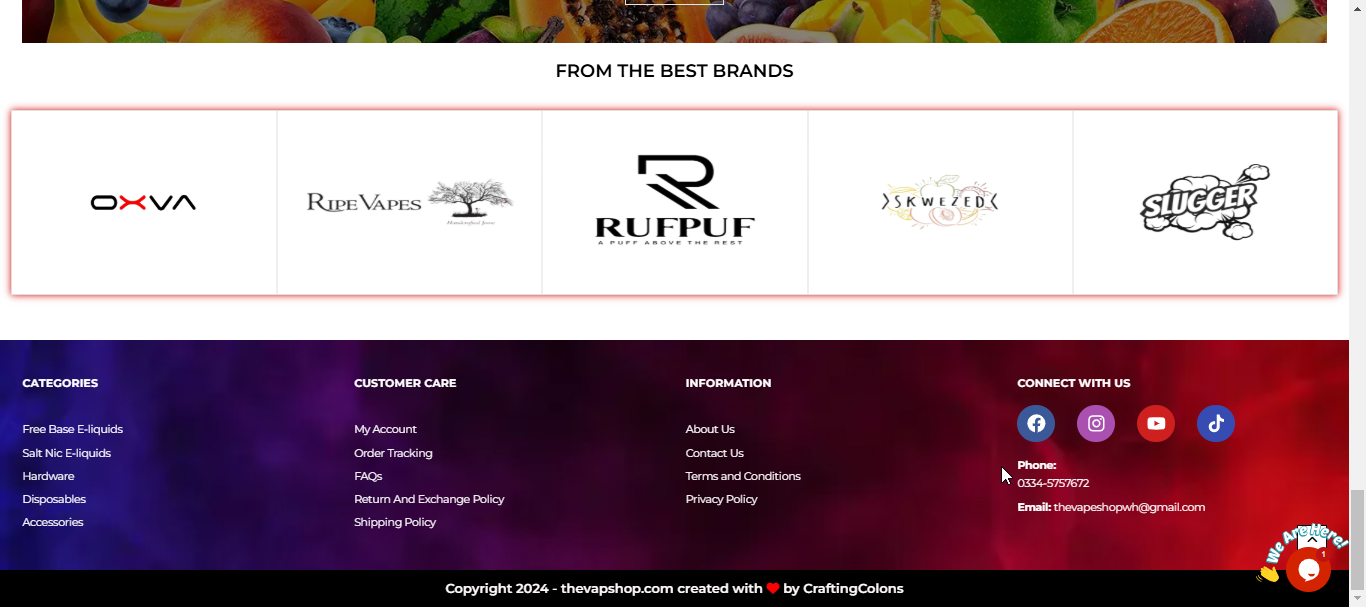 FROM THE BEST BRANDS
OXVA
RIPE VAPES
Handcrafted Joose
RUFPUF
A PUFF ABOVE THE REST
SKWEZED
SLUGGER
CATEGORIES
Free Base E-liquids
Salt Nic E-liquids
Hardware
Disposables
Accessories
CUSTOMER CARE
My Account
Order Tracking
FAQs
Return And Exchange Policy
Shipping Policy
INFORMATION
About Us
Contact Us
Terms and Conditions
Privacy Policy
CONNECT WITH US
Phone:
0334-5757672
Email: thevapeshopwh@gmail.com
We Are Here!
1
Copyright 2024 - thevapshop.com created with ❤ by CraftingColons